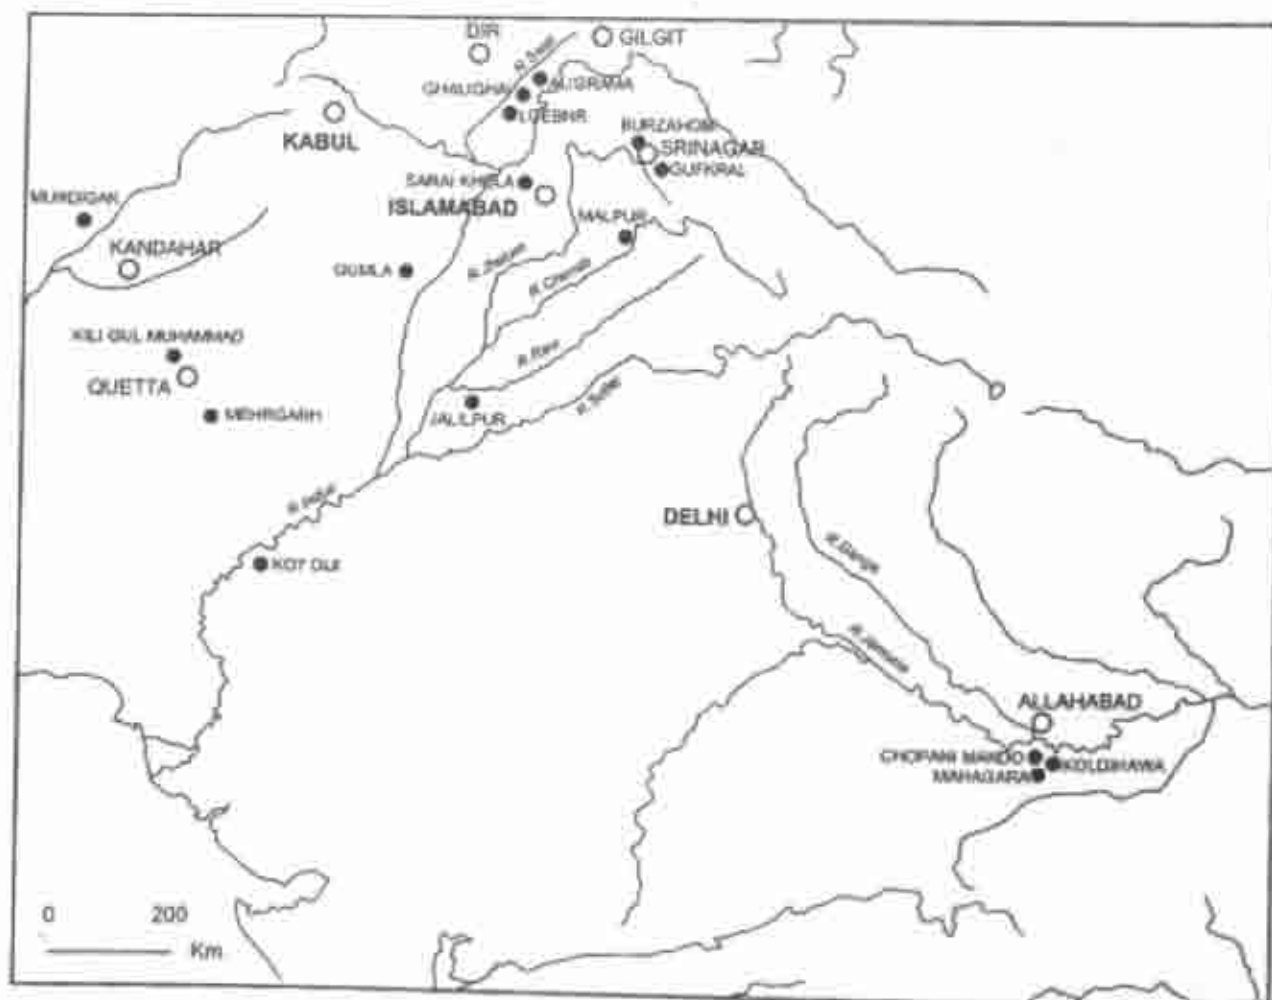 DIR
GILGIT
R. Swat
ALIGRAMA
GHALIGHAI
LOEBNR
KABUL
BURZAHOM
SRINAGAR
GUFKRAL
SARAI KHOLA
ISLAMABAD
MUNDIGAK
MALPUR
KANDAHAR
GUMLA
R. Jhelum
R. Chenab
KILI GUL MUHAMMAD
R. Ravi
QUETTA
R. Sutlej
MEHRGARH
JALILPUR
R. Indus
DELHI
R. Ganga
KOT DIJI
R. Jamuna
ALLAHABAD
CHOPANI MANDO
KOLDIHAWA
MAHAGARA
0 200
Km